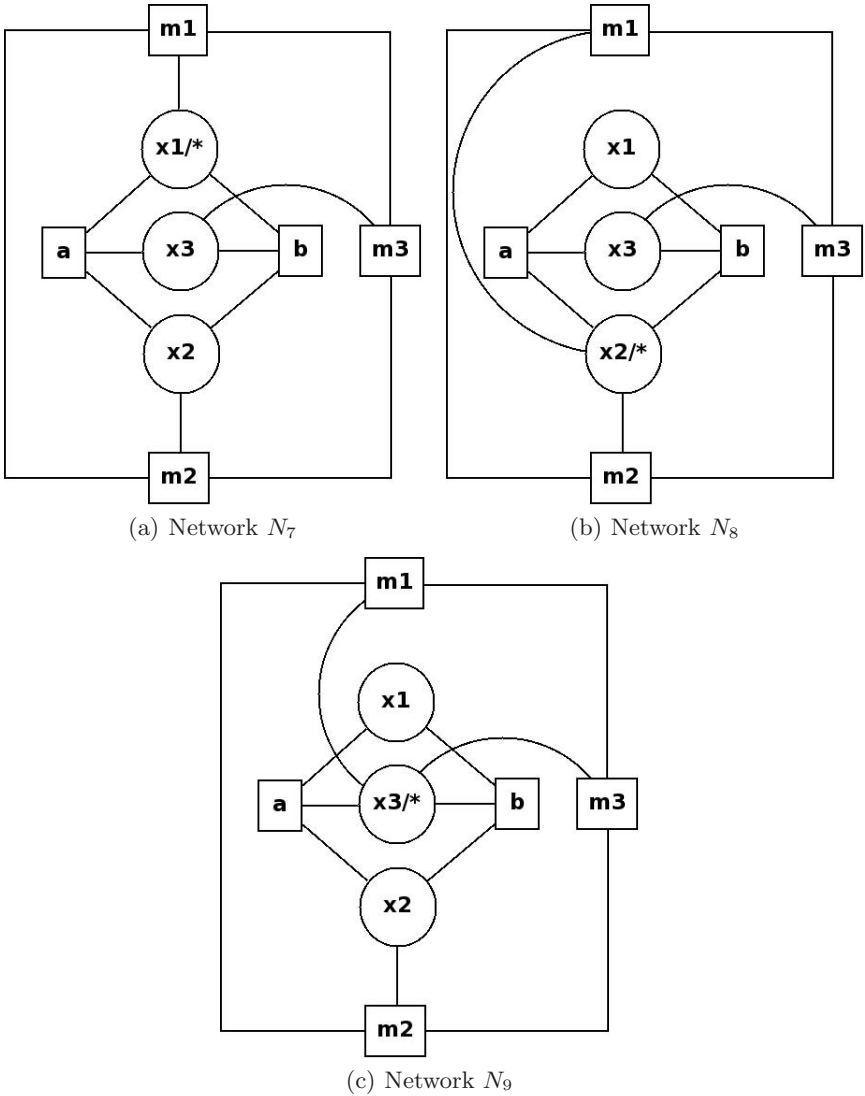 m1 m1
x1/* x1
a x3 b m3 a x3 b m3
x2 x2/*
m2 m2
(a) Network N₇ (b) Network N₈
m1
x1
a x3/* b m3
x2
m2
(c) Network N₉